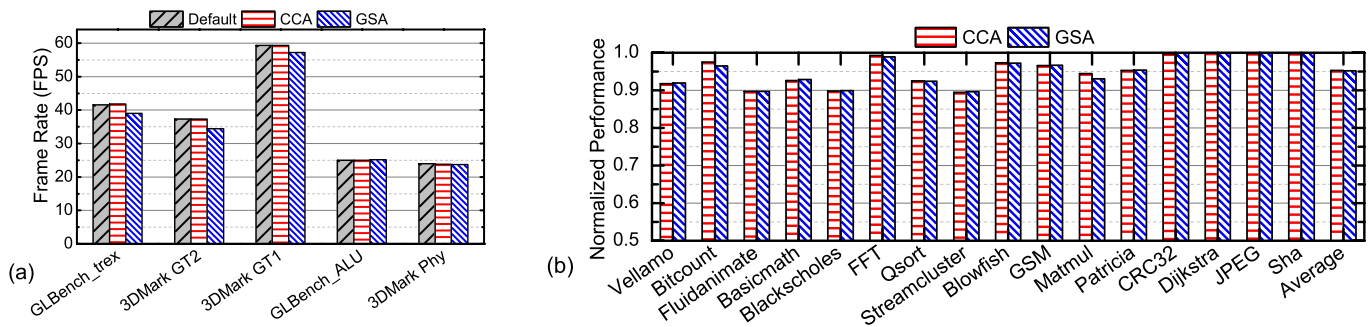 Default CCA GSA
Frame Rate (FPS)
60
50
40
30
20
10
0
GLBench_trex
3DMark GT2
3DMark GT1
GLBench_ALU
3DMark Phy
(a)
CCA GSA
Normalized Performance
1.0
0.9
0.8
0.7
0.6
0.5
Vellamo
Bitcount
Fluidanimate
Basicmath
Blackscholes
FFT
Qsort
Streamcluster
Blowfish
GSM
Matmul
Patricia
CRC32
Dijkstra
JPEG
Sha
Average
(b)